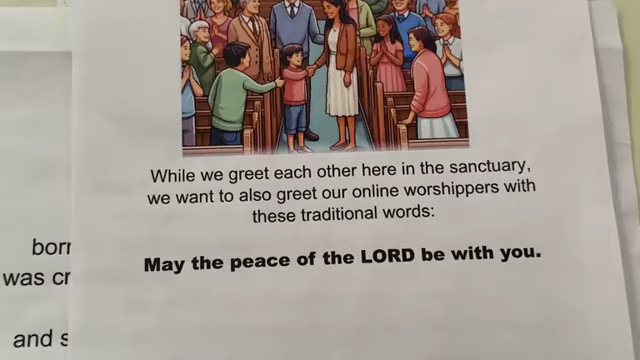 While we greet each other here in the sanctuary,
we want to also greet our online worshippers with
these traditional words:
May the peace of the LORD be with you.
was
and